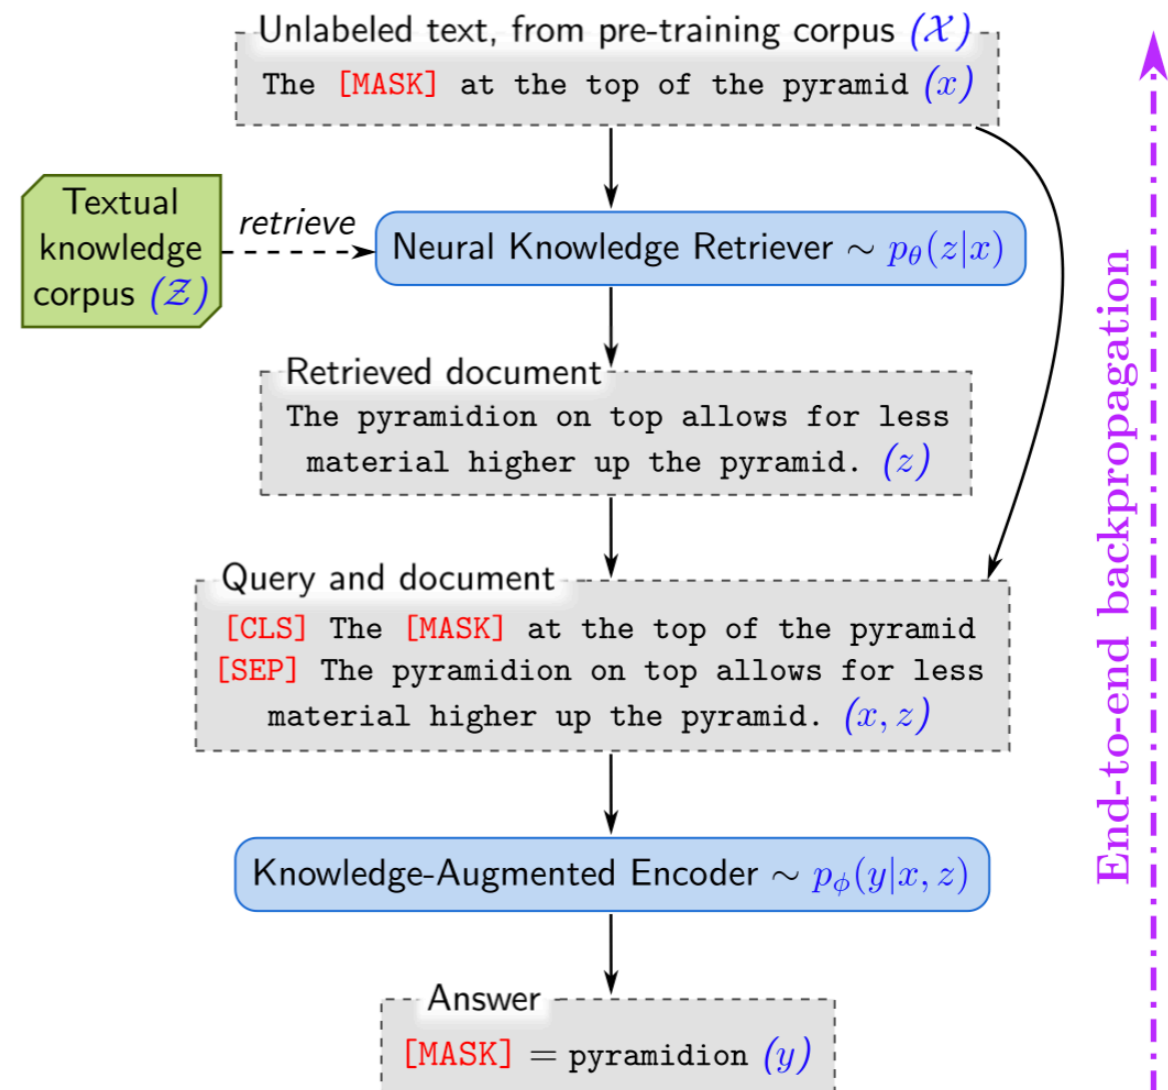 Unlabeled text, from pre-training corpus (𝒳)
The [MASK] at the top of the pyramid (x)
Textual
knowledge
corpus (𝒵)
retrieve
Neural Knowledge Retriever ∼ pθ(z|x)
Retrieved document
The pyramidion on top allows for less
material higher up the pyramid. (z)
Query and document
[CLS] The [MASK] at the top of the pyramid
[SEP] The pyramidion on top allows for less
material higher up the pyramid. (x, z)
Knowledge-Augmented Encoder ∼ pϕ(y|x, z)
Answer
[MASK] = pyramidion (y)
End-to-end backpropagation